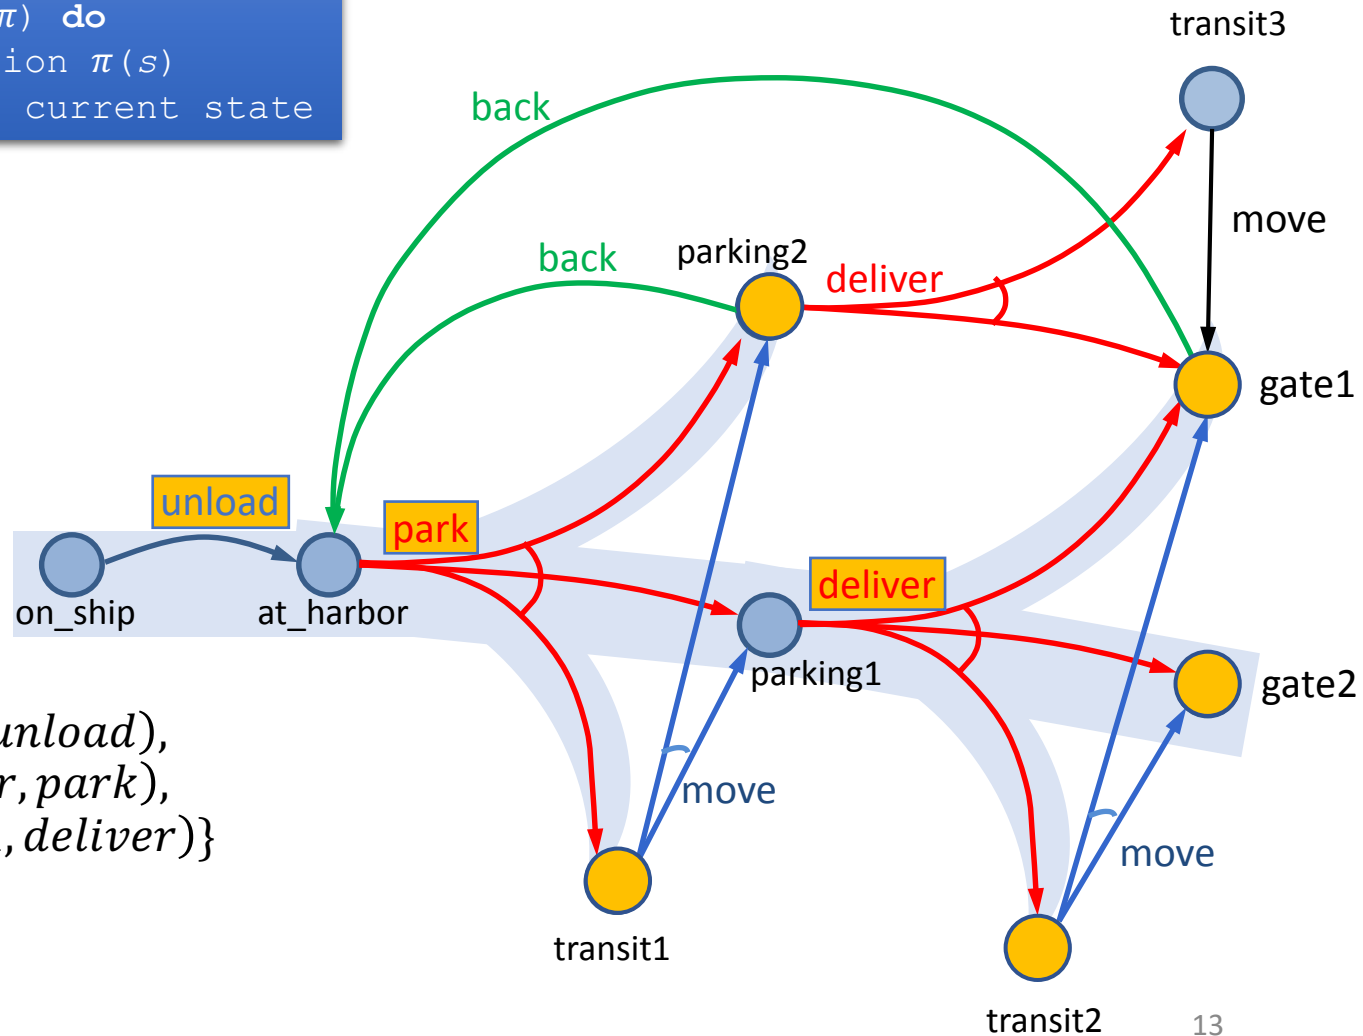 π) do
ion π(s)
current state
transit3
back
move
back
parking2
deliver
gate1
unload
park
deliver
on_ship
at_harbor
parking1
gate2
unload),
r, park),
, deliver)}
move
move
transit1
transit2
13